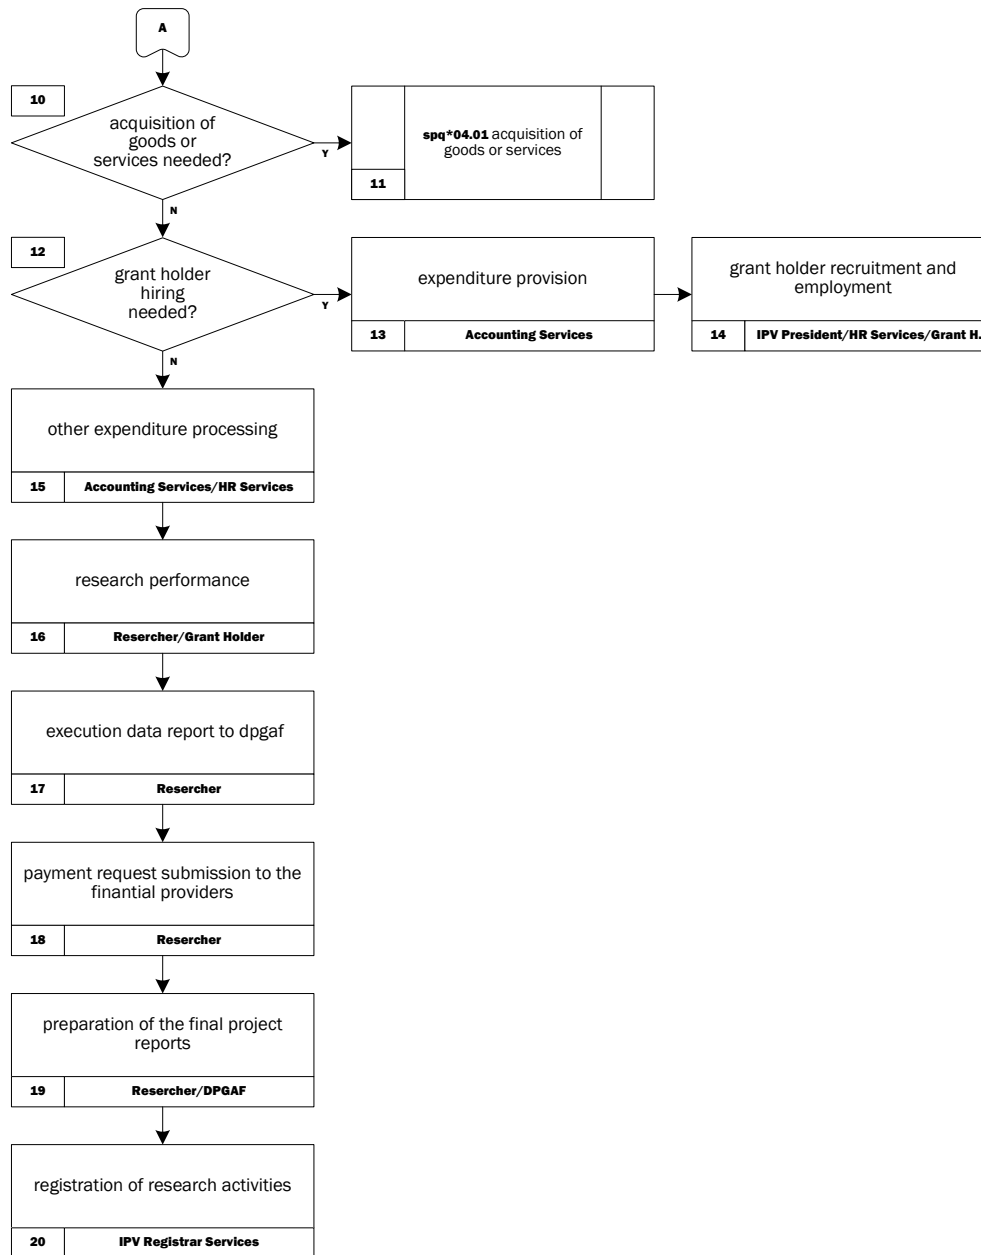 A
10
acquisition of
goods or
services needed?
Y
spq*04.01 acquisition of
goods or services
11
N
12
grant holder
hiring
needed?
Y
expenditure provision
13 Accounting Services
grant holder recruitment and
employment
14 IPV President/HR Services/Grant H.
N
other expenditure processing
15 Accounting Services/HR Services
research performance
16 Resercher/Grant Holder
execution data report to dpgaf
17 Resercher
payment request submission to the
finantial providers
18 Resercher
preparation of the final project
reports
19 Resercher/DPGAF
registration of research activities
20 IPV Registrar Services